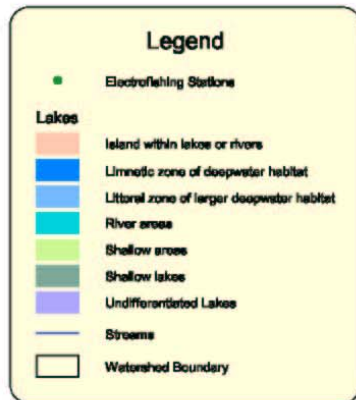 Legend
Electrofishing Stations
Lakes
Island within lakes or rivers
Limnetic zone of deepwater habitat
Littoral zone of larger deepwater habitat
River areas
Shallow areas
Shallow lakes
Undifferentiated Lakes
Streams
Watershed Boundary